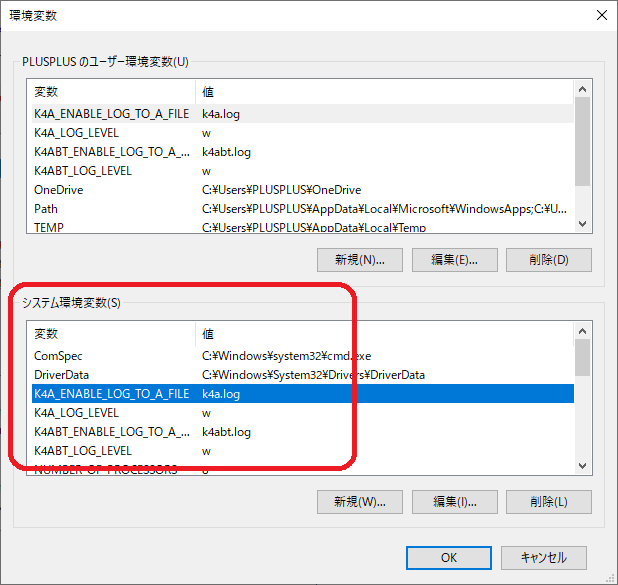 環境変数
PLUSPLUS のユーザー環境変数(U)
変数 値
K4A_ENABLE_LOG_TO_A_FILE k4a.log
K4A_LOG_LEVEL w
K4ABT_ENABLE_LOG_TO_A_... k4abt.log
K4ABT_LOG_LEVEL w
OneDrive C:¥Users¥PLUSPLUS¥OneDrive
Path C:¥Users¥PLUSPLUS¥AppData¥Local¥Microsoft¥WindowsApps;C:¥U...
TEMP C:¥Users¥PLUSPLUS¥AppData¥Local¥Temp
新規(N)... 編集(E)... 削除(D)
システム環境変数(S)
変数 値
ComSpec C:¥Windows¥system32¥cmd.exe
DriverData C:¥Windows¥System32¥Drivers¥DriverData
K4A_ENABLE_LOG_TO_A_FILE k4a.log
K4A_LOG_LEVEL w
K4ABT_ENABLE_LOG_TO_A_... k4abt.log
K4ABT_LOG_LEVEL w
NUMBER_OF_PROCESSORS
新規(W)... 編集(I)... 削除(L)
OK キャンセル